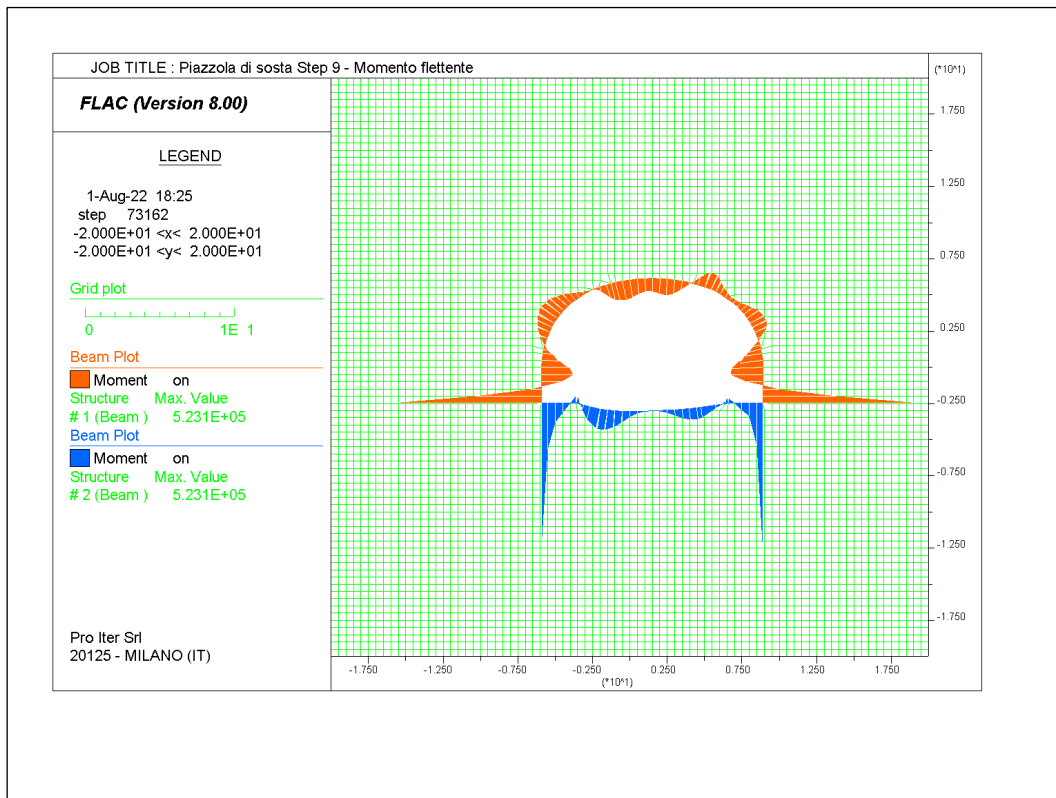 JOB TITLE : Piazzola di sosta Step 9 - Momento flettente
FLAC (Version 8.00)
LEGEND
1-Aug-22 18:25
step 73162
-2.000E+01 <x< 2.000E+01
-2.000E+01 <y< 2.000E+01
Grid plot
0 1E 1
Beam Plot
Moment on
Structure Max. Value
# 1 (Beam ) 5.231E+05
Beam Plot
Moment on
Structure Max. Value
# 2 (Beam ) 5.231E+05
Pro Iter Srl
20125 - MILANO (IT)
(*10^1)
1.750
1.250
0.750
0.250
-0.250
-0.750
-1.250
-1.750
-1.750 -1.250 -0.750 -0.250 0.250 0.750 1.250 1.750
(*10^1)